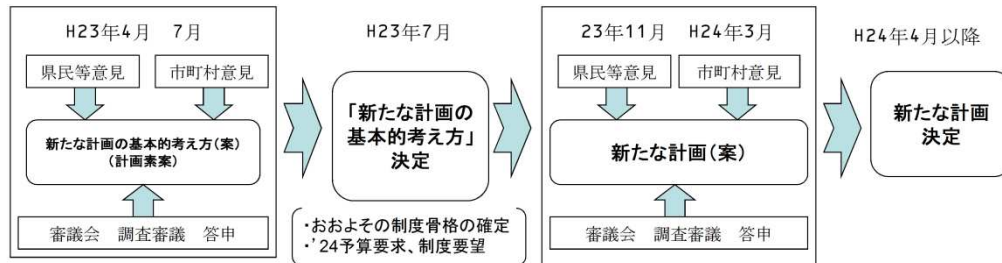 H23年4月　7月
県民等意見
市町村意見
新たな計画の基本的考え方(案)
(計画素案)
審議会　調査審議　答申
H23年7月
「新たな計画の
基本的考え方」
決定
・おおよその制度骨格の確定
・'24予算要求、制度要望
23年11月　H24年3月
県民等意見
市町村意見
新たな計画(案)
審議会　調査審議　答申
H24年4月以降
新たな計画
決定